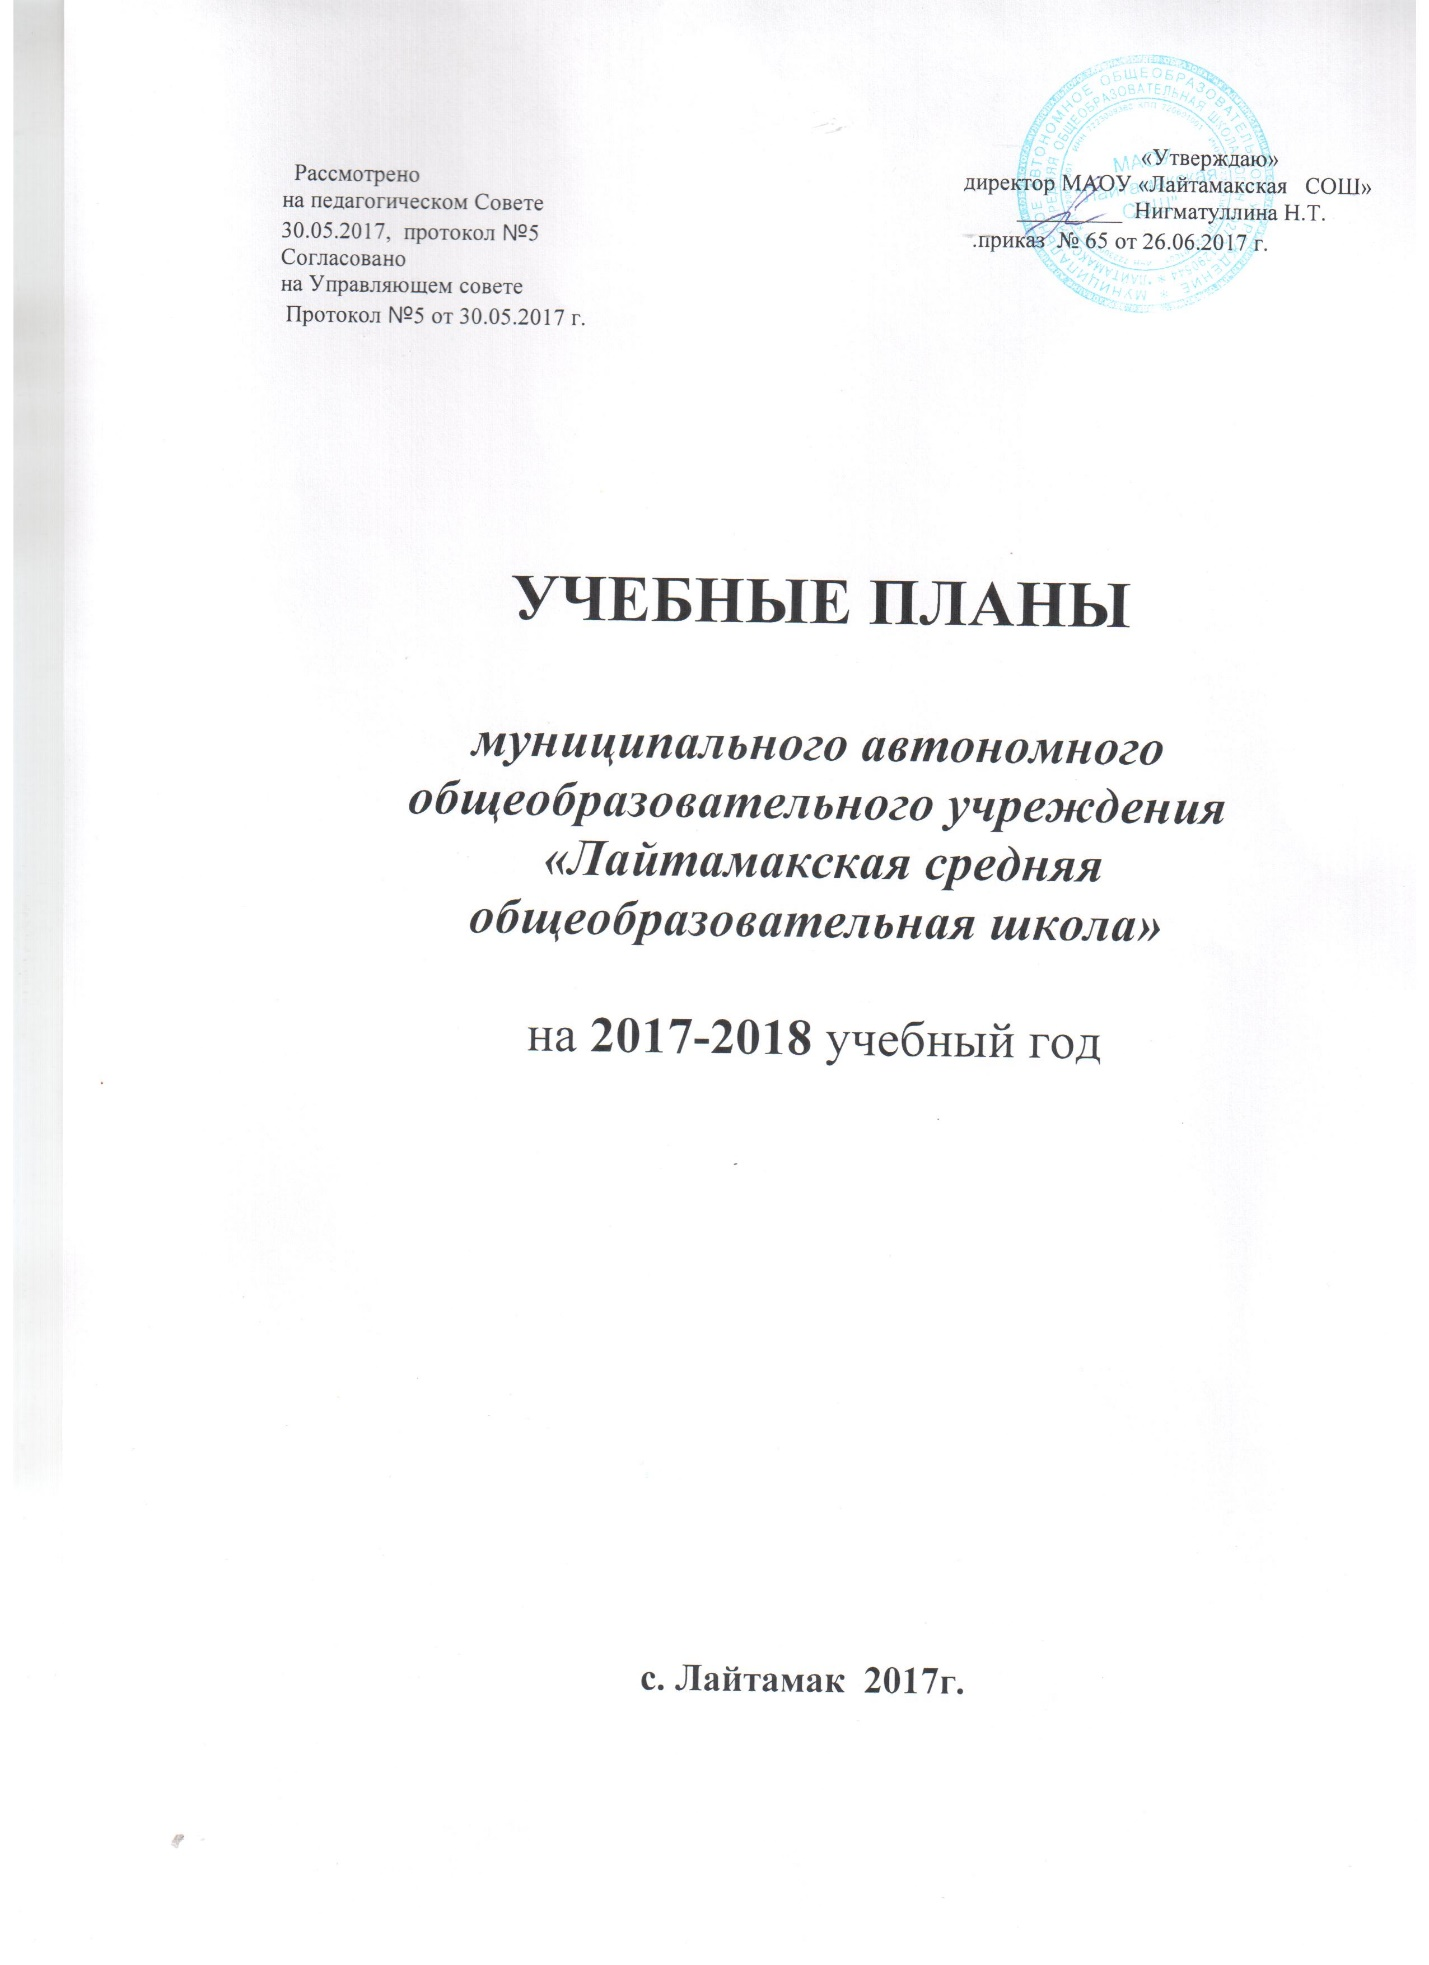 Рассмотрено
на педагогическом Совете
30.05.2017, протокол №5
Согласовано
на Управляющем совете
Протокол №5 от 30.05.2017 г.
«Утверждаю»
директор МАОУ «Лайтамакская СОШ»
____________ Нигматуллина Н.Т.
.приказ № 65 от 26.06.2017 г.
УЧЕБНЫЕ ПЛАНЫ
муниципального автономного
общеобразовательного учреждения
«Лайтамакская средняя
общеобразовательная школа»
на 2017-2018 учебный год
с. Лайтамак 2017г.